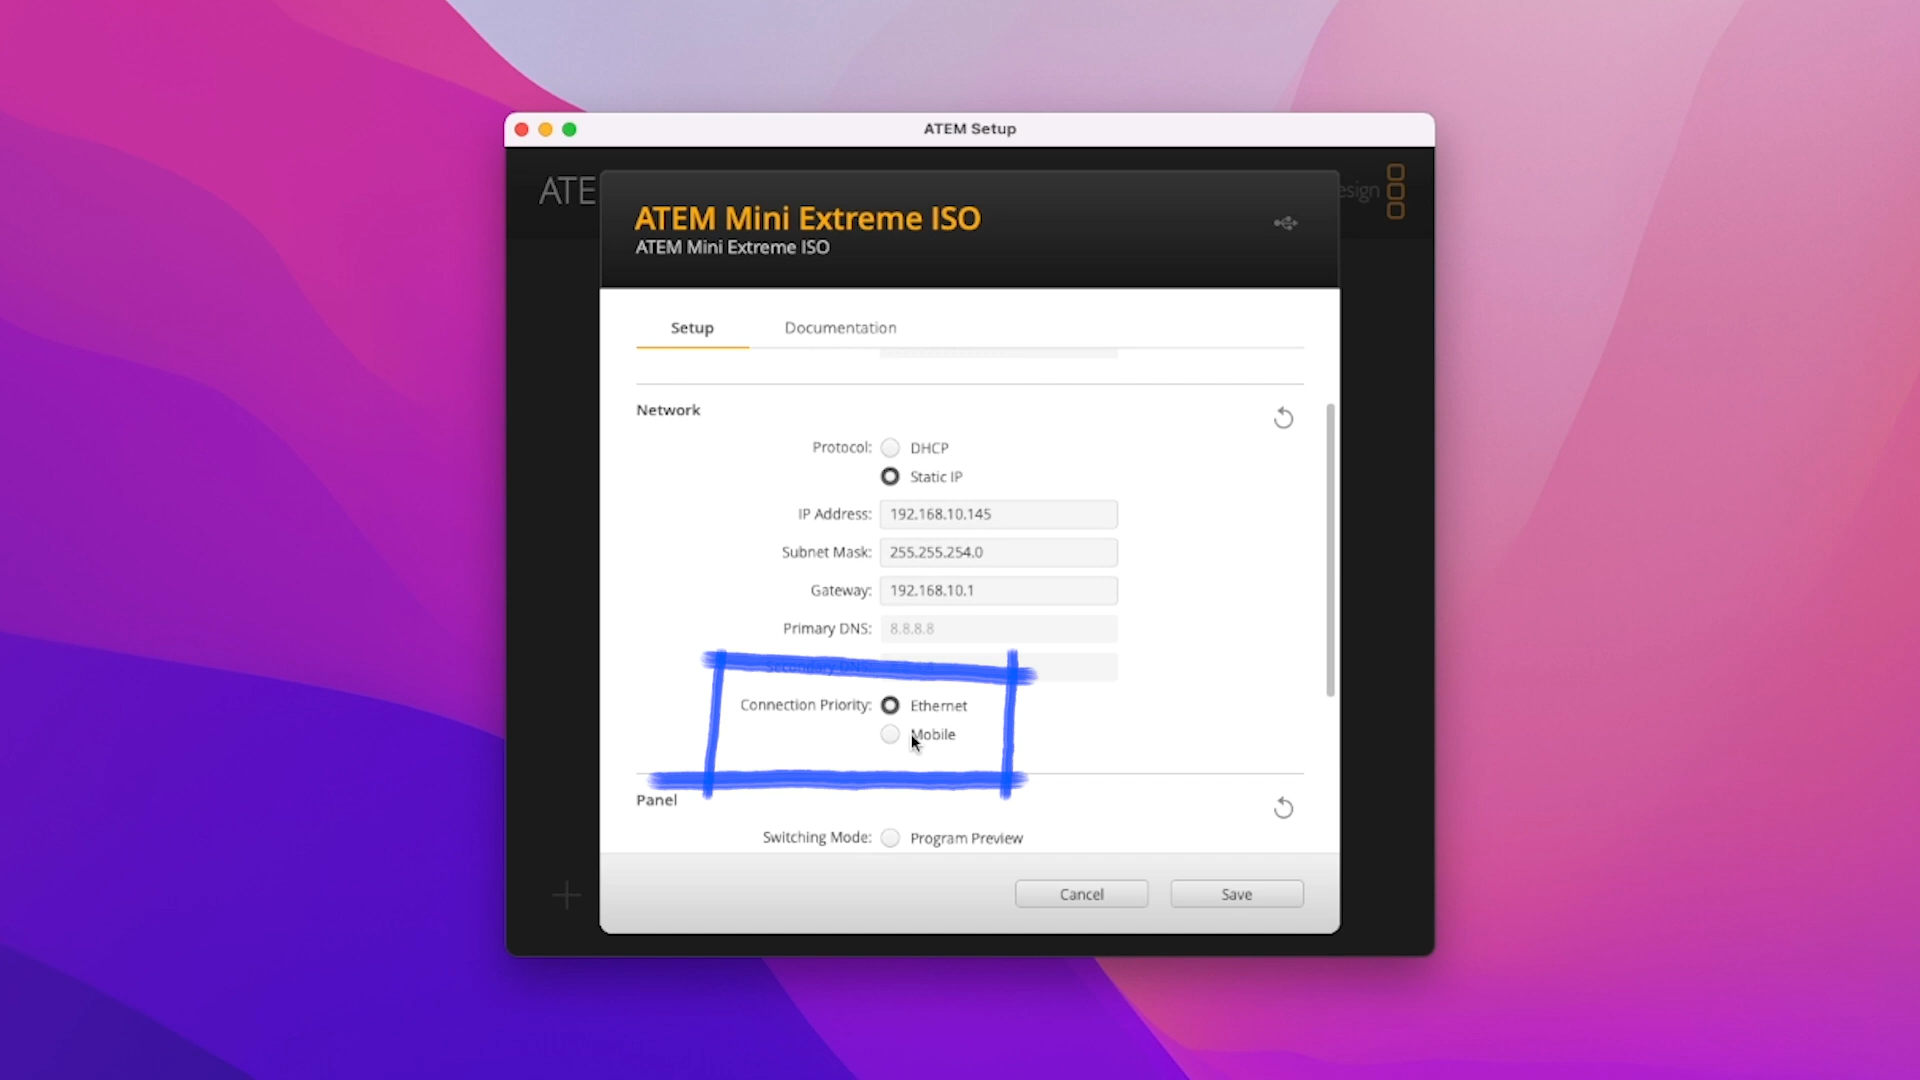 ATEM Setup
ATE
esign
ATEM Mini Extreme ISO
ATEM Mini Extreme ISO
Setup Documentation
Network
Protocol: DHCP
Static IP
IP Address: 192.168.10.145
Subnet Mask: 255.255.254.0
Gateway: 192.168.10.1
Primary DNS: 8.8.8.8
Secondary DNS:
Connection Priority: Ethernet
Mobile
Panel
Switching Mode: Program Preview
Cancel Save